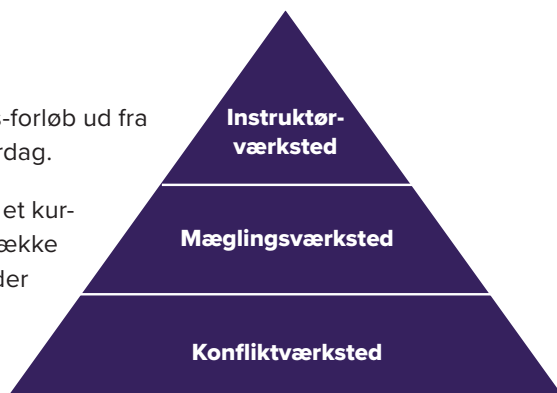 -forløb ud fra
rdag.
et kur-
ække
der
Instruktør-
værksted
Mæglingsværksted
Konfliktværksted